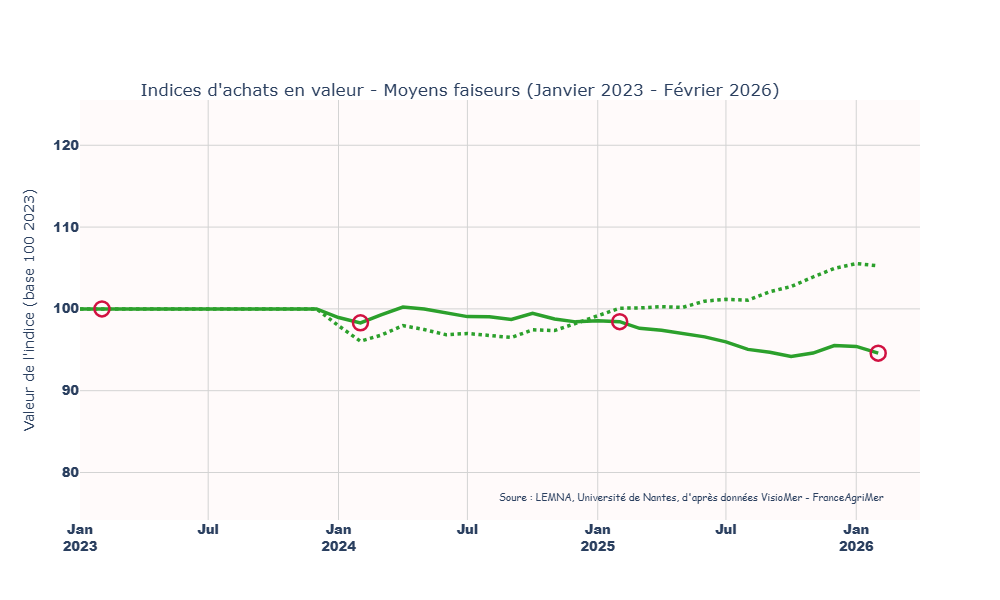 Indices d'achats en valeur - Moyens faiseurs (Janvier 2023 - Février 2026)
Valeur de l'indice (base 100 2023)
120
110
100
90
80
Soure : LEMNA, Université de Nantes, d'après données VisioMer - FranceAgriMer
Jan Jul Jan Jul Jan Jul Jan
2023 2024 2025 2026